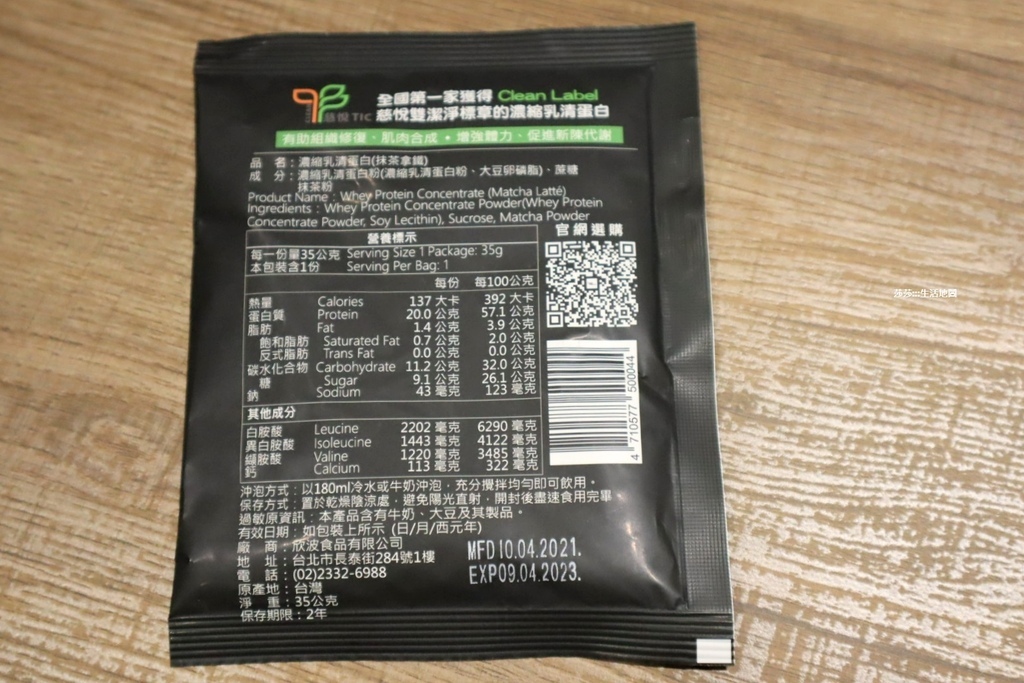 慈悅TIC
全國第一家獲得 Clean Label
慈悅雙潔淨標章的濃縮乳清蛋白
有助組織修復、肌肉合成・增強體力、促進新陳代謝
品　名：濃縮乳清蛋白(抹茶拿鐵)
成　分：濃縮乳清蛋白粉(濃縮乳清蛋白粉、大豆卵磷脂)、蔗糖
抹茶粉
Product Name：Whey Protein Concentrate (Matcha Latté)
Ingredients：Whey Protein Concentrate Powder(Whey Protein
Concentrate Powder, Soy Lecithin), Sucrose, Matcha Powder
官網選購
營養標示
每一份量35公克 Serving Size 1 Package: 35g
本包裝含1份 Serving Per Bag: 1
每份 每100公克
熱量 Calories 137 大卡 392 大卡
蛋白質 Protein 20.0 公克 57.1 公克
脂肪 Fat 1.4 公克 3.9 公克
飽和脂肪 Saturated Fat 0.7 公克 2.0 公克
反式脂肪 Trans Fat 0.0 公克 0.0 公克
碳水化合物 Carbohydrate 11.2 公克 32.0 公克
糖 Sugar 9.1 公克 26.1 公克
鈉 Sodium 43 毫克 123 毫克
其他成分
白胺酸 Leucine 2202 毫克 6290 毫克
異白胺酸 Isoleucine 1443 毫克 4122 毫克
纈胺酸 Valine 1220 毫克 3485 毫克
鈣 Calcium 113 毫克 322 毫克
4 710577 500044
沖泡方式：以180ml冷水或牛奶沖泡，充分攪拌均勻即可飲用。
保存方式：置於乾燥陰涼處，避免陽光直射，開封後盡速食用完畢。
過敏原資訊：本產品含有牛奶、大豆及其製品。
有效日期：如包裝上所示 (日/月/西元年)
廠　商：欣波食品有限公司
地　址：台北市長泰街284號1樓
電　話：(02)2332-6988
原產地：台灣
淨　重：35公克
保存期限：2年
MFD 10.04.2021.
EXP09.04.2023.
莎莎:::生活地圖